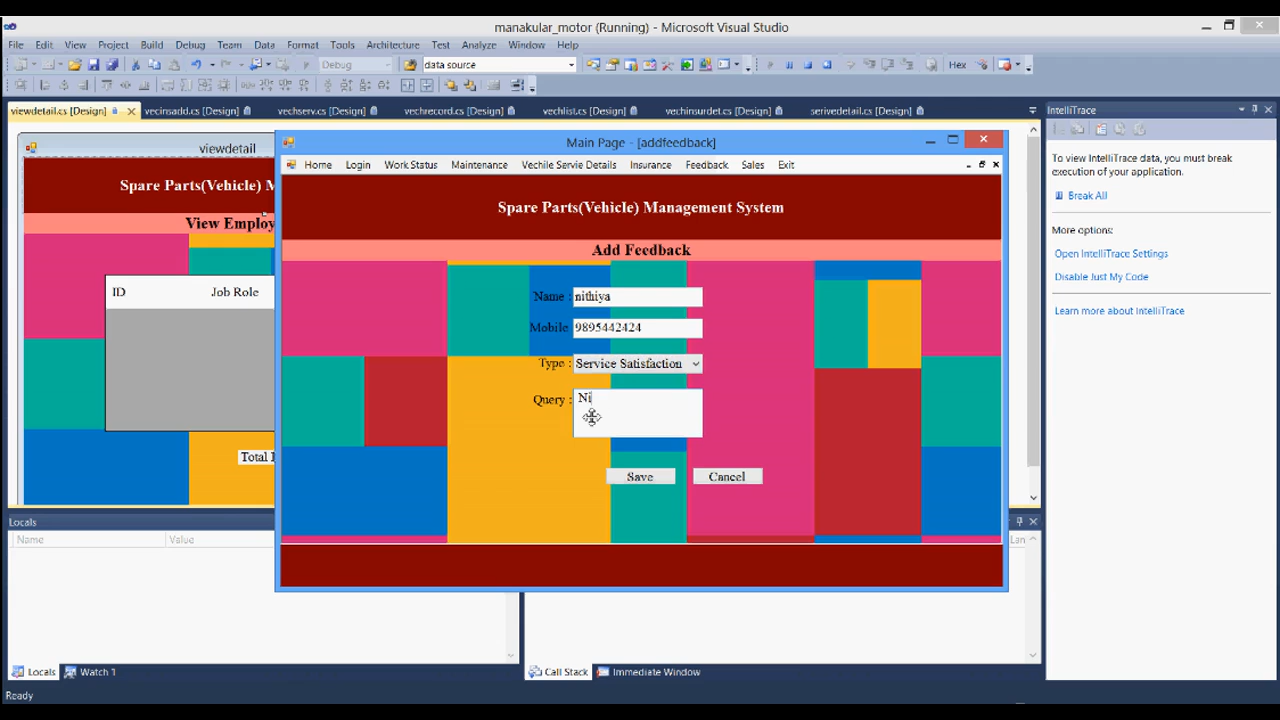 manakular_motor (Running) - Microsoft Visual Studio
File Edit View Project Build Debug Team Data Format Tools Architecture Test Analyze Window Help
Debug data source Hex
viewdetail.cs [Design] vecinsadd.cs [Design] vechserv.cs [Design] vechrecord.cs [Design] vechlist.cs [Design] vechinsurdet.cs [Design] serivedetail.cs [Design]
viewdetail
Spare Parts(Vehicle) M
View Employ
ID Job Role
Total
Main Page - [addfeedback]
Home Login Work Status Maintenance Vechile Servie Details Insurance Feedback Sales Exit
Spare Parts(Vehicle) Management System
Add Feedback
Name : nithiya
Mobile 9895442424
Type : Service Satisfaction
Query : Ni
Save Cancel
IntelliTrace
To view IntelliTrace data, you must break
execution of your application.
Break All
More options:
Open IntelliTrace Settings
Disable Just My Code
Learn more about IntelliTrace
Locals
Name Value
Lan
Locals Watch 1
Call Stack Immediate Window
Ready